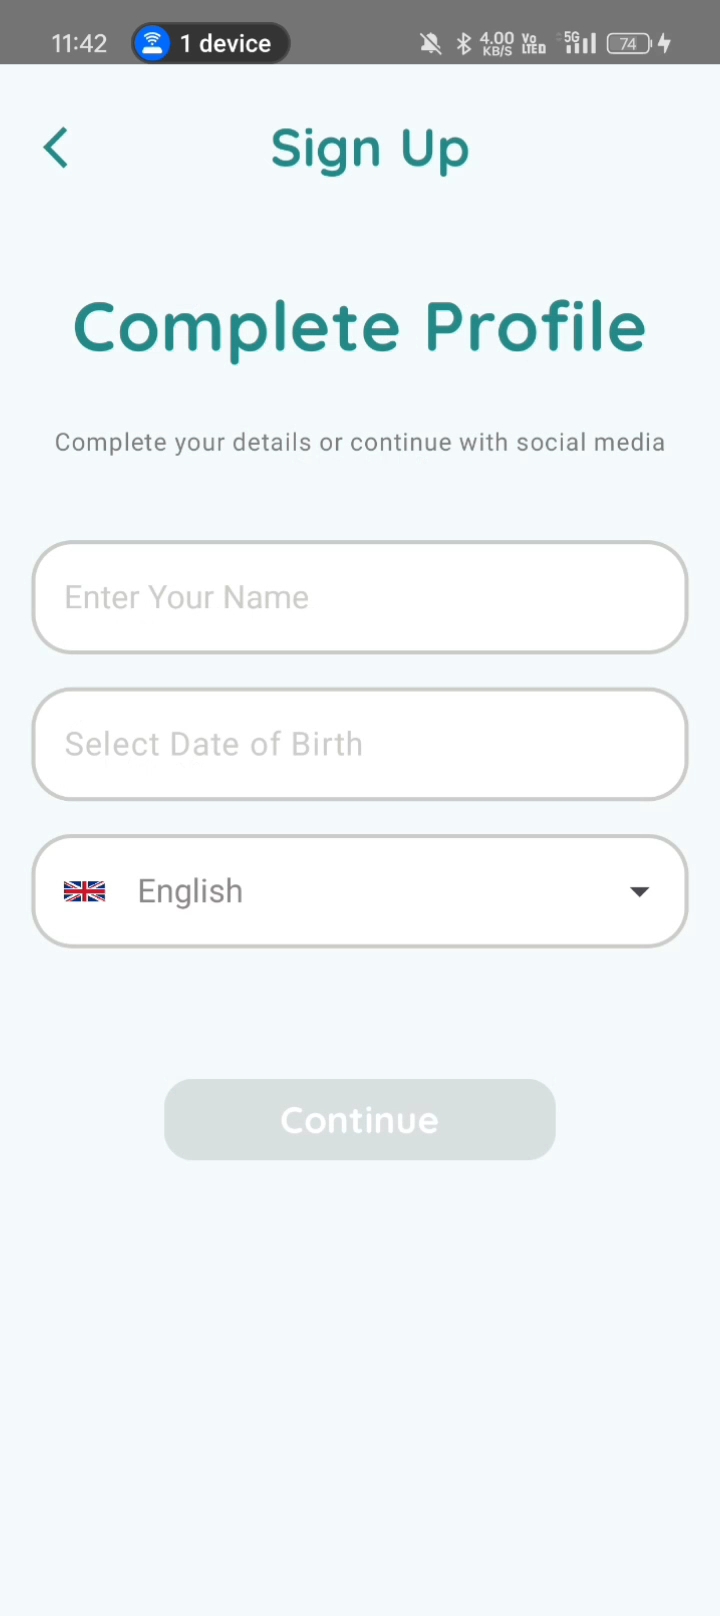 11:42 1 device 4.00 KB/S Vo LTED 5G 74
Sign Up
Complete Profile
Complete your details or continue with social media
Enter Your Name
Select Date of Birth
English
Continue